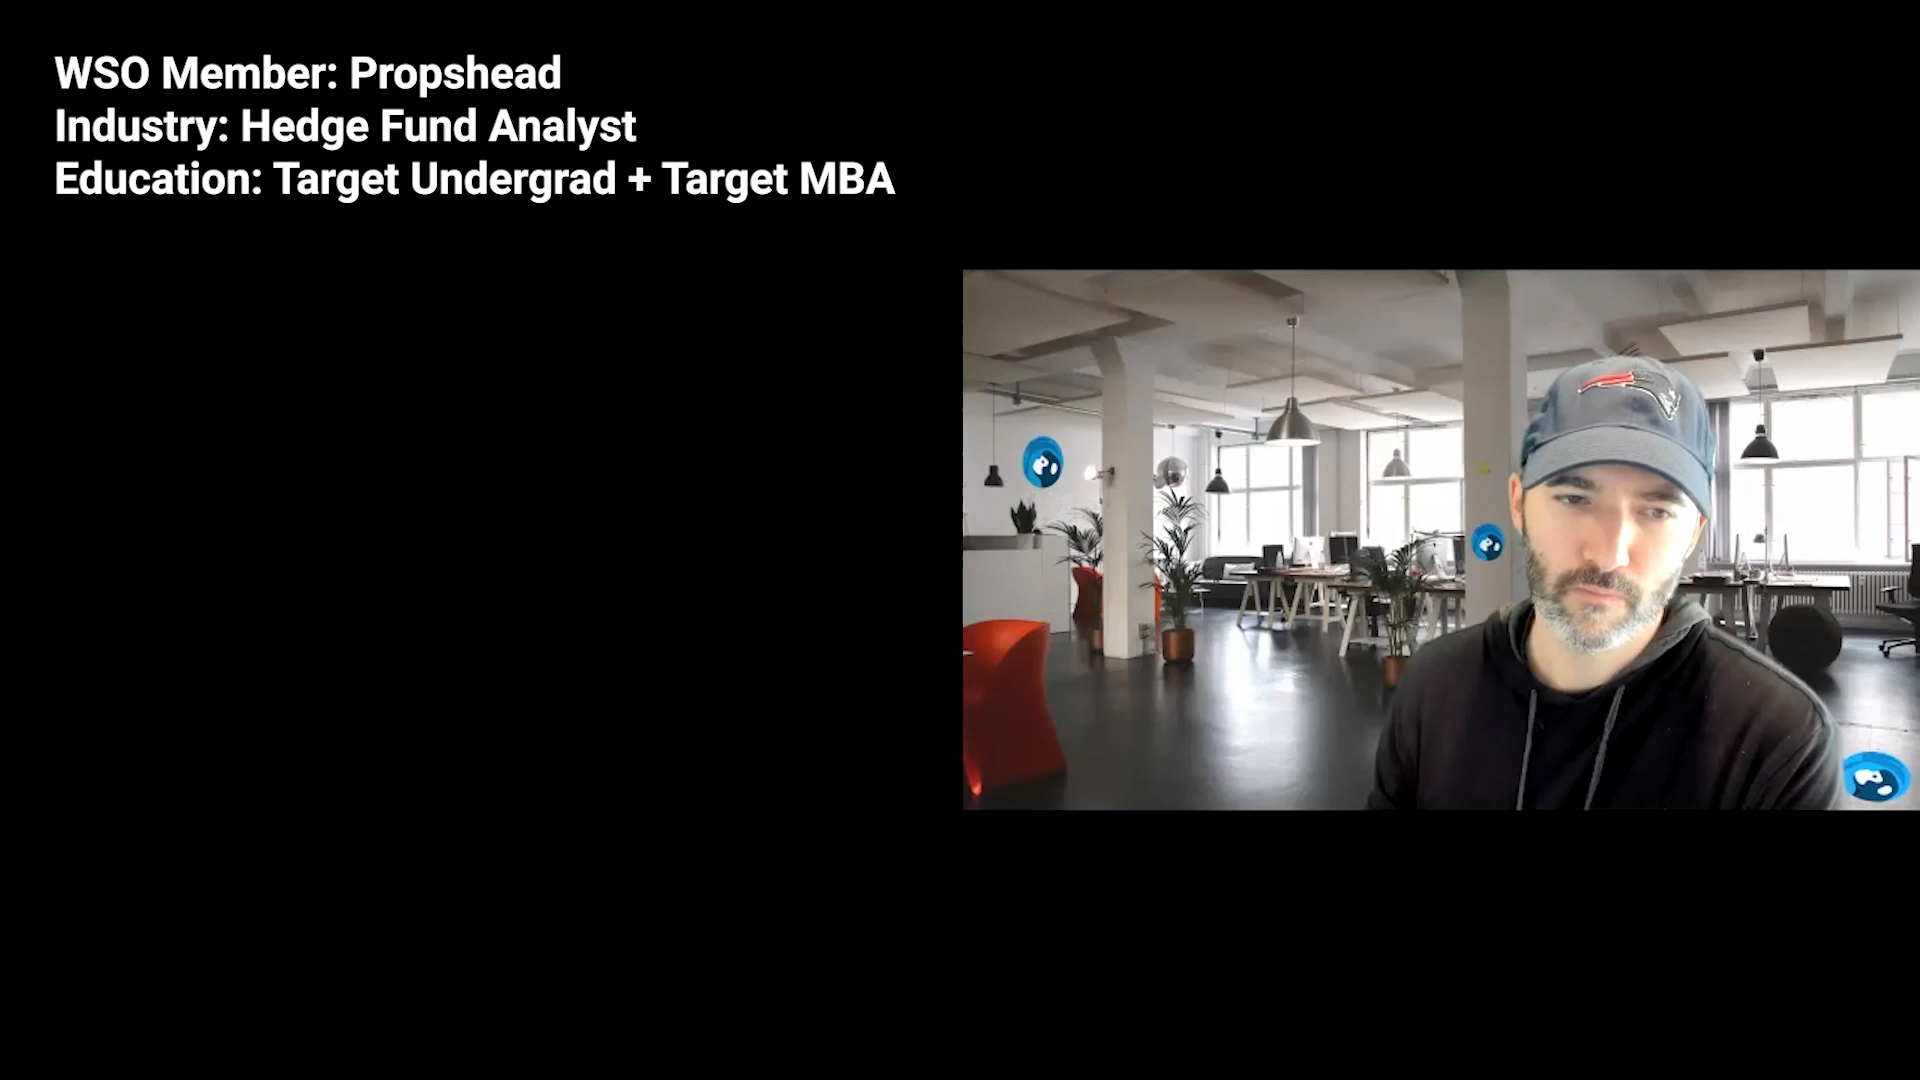 WSO Member: Propshead
Industry: Hedge Fund Analyst
Education: Target Undergrad + Target MBA